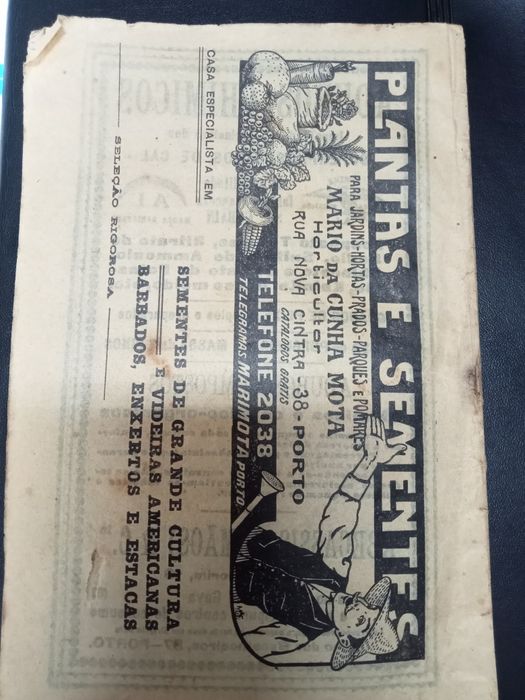 PLANTAS E SEMENTES
PARA JARDINS-HORTAS-PRADOS-PARQUES e POMARES
MARIO DA CUNHA MOTA
Horticultor
RUA NOVA CINTRA-38-PORTO
CATALOGOS GRATIS
TELEFONE 2038
TELEGRAMAS MARIMOTA PORTO
CASA ESPECIALISTA EM
SEMENTES DE GRANDE CULTURA
E VIDEIRAS AMERICANAS
BARBADOS, ENXERTOS E ESTACAS
SELEÇÃO RIGOROSA